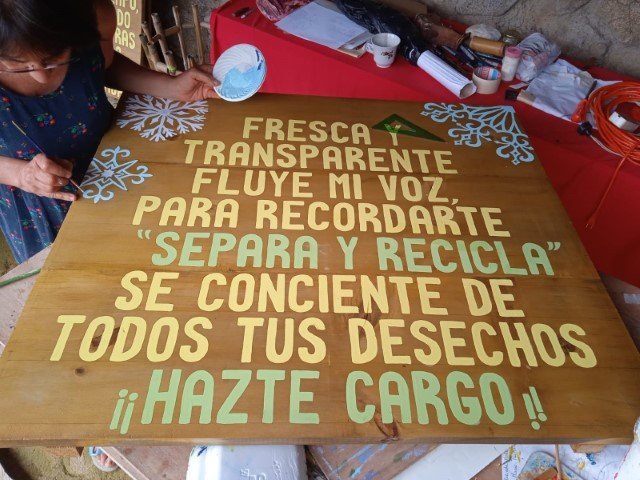 FRESCA Y
TRANSPARENTE
FLUYE MI VOZ,
PARA RECORDARTE
"SEPARA Y RECICLA"
SE CONCIENTE DE
TODOS TUS DESECHOS
¡¡HAZTE CARGO!!